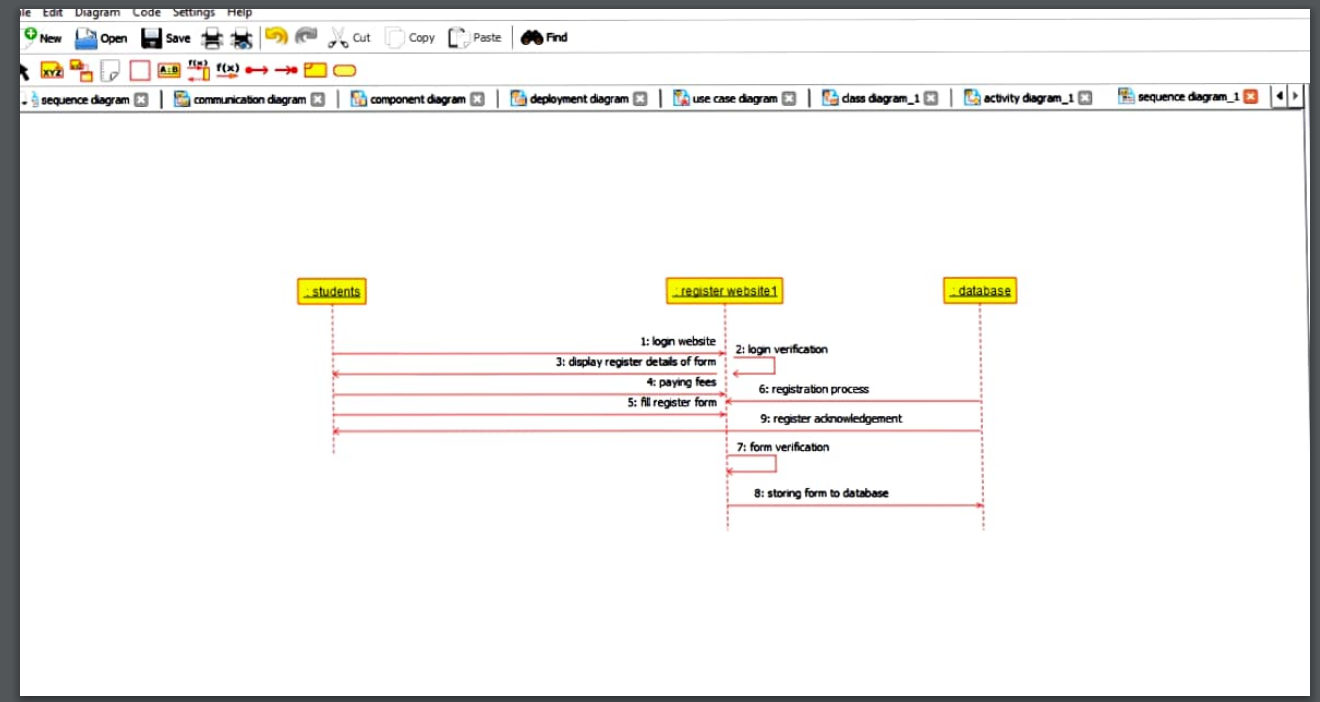 le Edit Diagram Code Settings Help
New Open Save Cut Copy Paste Find
XYZ A:B f(x) f(x)
sequence diagram communication diagram component diagram deployment diagram use case diagram class diagram_1 activity diagram_1 sequence diagram_1
: students : register website1 : database
1: login website
2: login verification
3: display register details of form
4: paying fees
6: registration process
5: fill register form
9: register acknowledgement
7: form verification
8: storing form to database